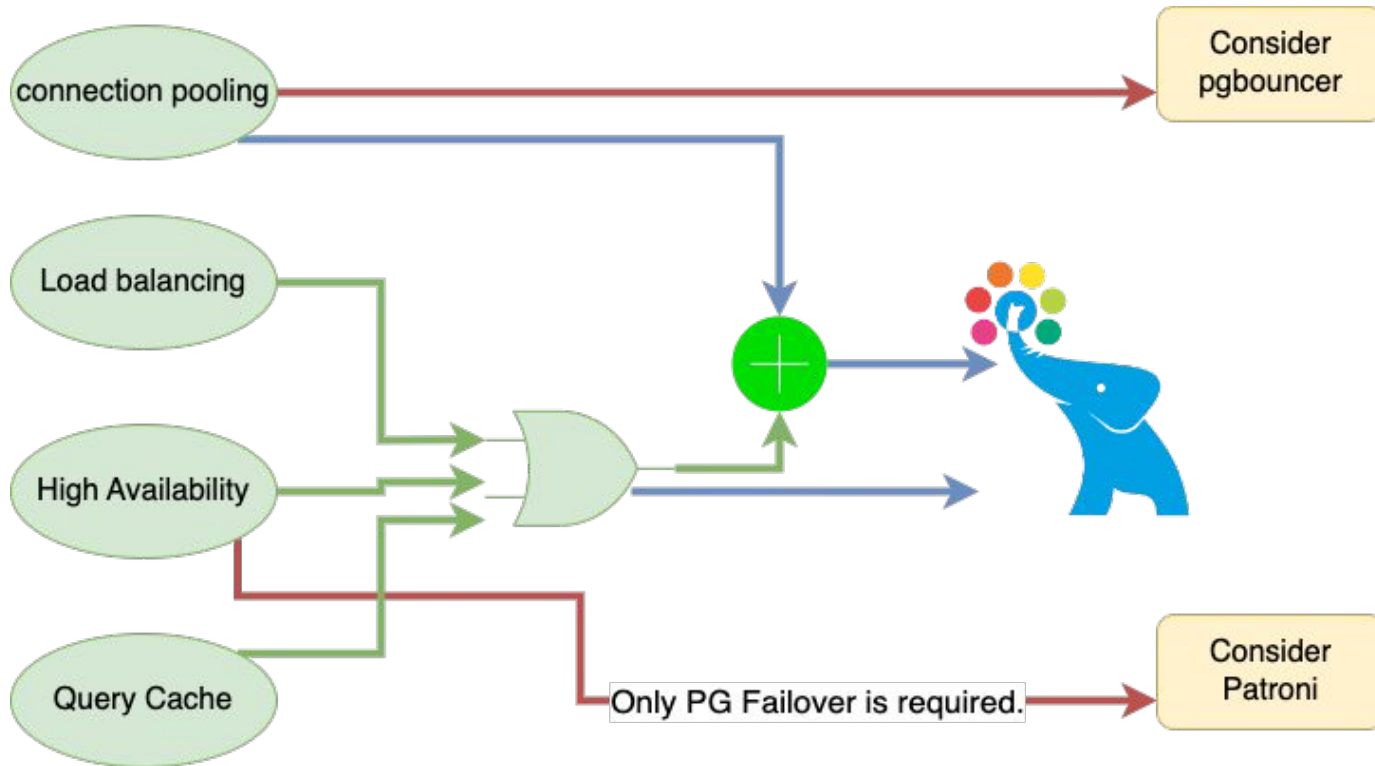 connection pooling
Consider
pgbouncer
Load balancing
High Availability
Query Cache
Only PG Failover is required.
Consider
Patroni